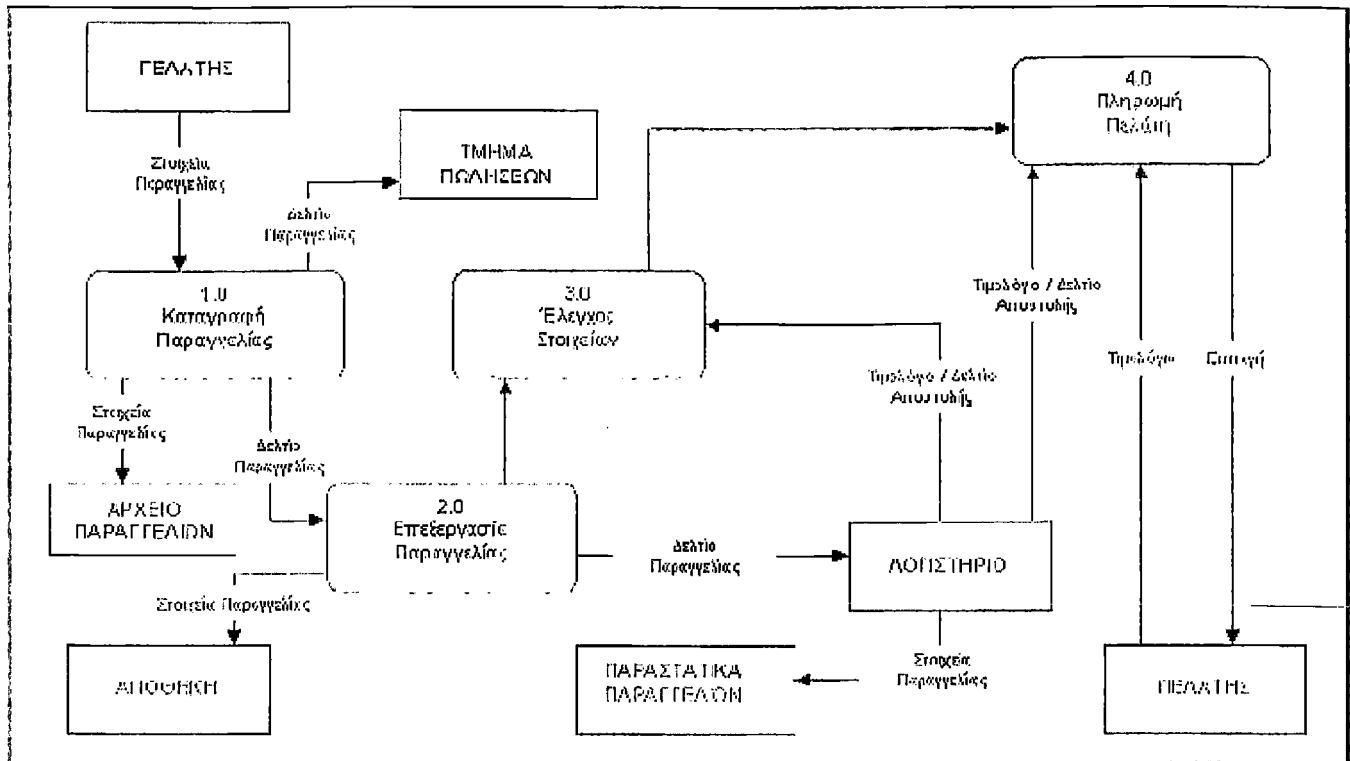 ΠΕΛΑΤΗΣ
4.0
Πληρωμή
Πελάτη
ΤΜΗΜΑ
ΠΩΛΗΣΕΩΝ
Στοιχεία
Παραγγελίας
Δελτίο
Παραγγελίας
1.0
Καταγραφή
Παραγγελίας
3.0
Έλεγχος
Στοιχείων
Τιμολόγιο / Δελτίο
Αποστολής
Τιμολόγιο
Επιταγή
Τιμολόγιο / Δελτίο
Αποστολής
Στοιχεία
Παραγγελίας
Δελτίο
Παραγγελίας
ΑΡΧΕΙΟ
ΠΑΡΑΓΓΕΛΙΩΝ
2.0
Επεξεργασία
Παραγγελίας
Δελτίο
Παραγγελίας
ΛΟΓΙΣΤΗΡΙΟ
Στοιχεία Παραγγελίας
ΑΠΟΘΗΚΗ
ΠΑΡΑΣΤΑΤΙΚΑ
ΠΑΡΑΓΓΕΛΙΩΝ
Στοιχεία
Παραγγελίας
ΠΕΛΑΤΗΣ